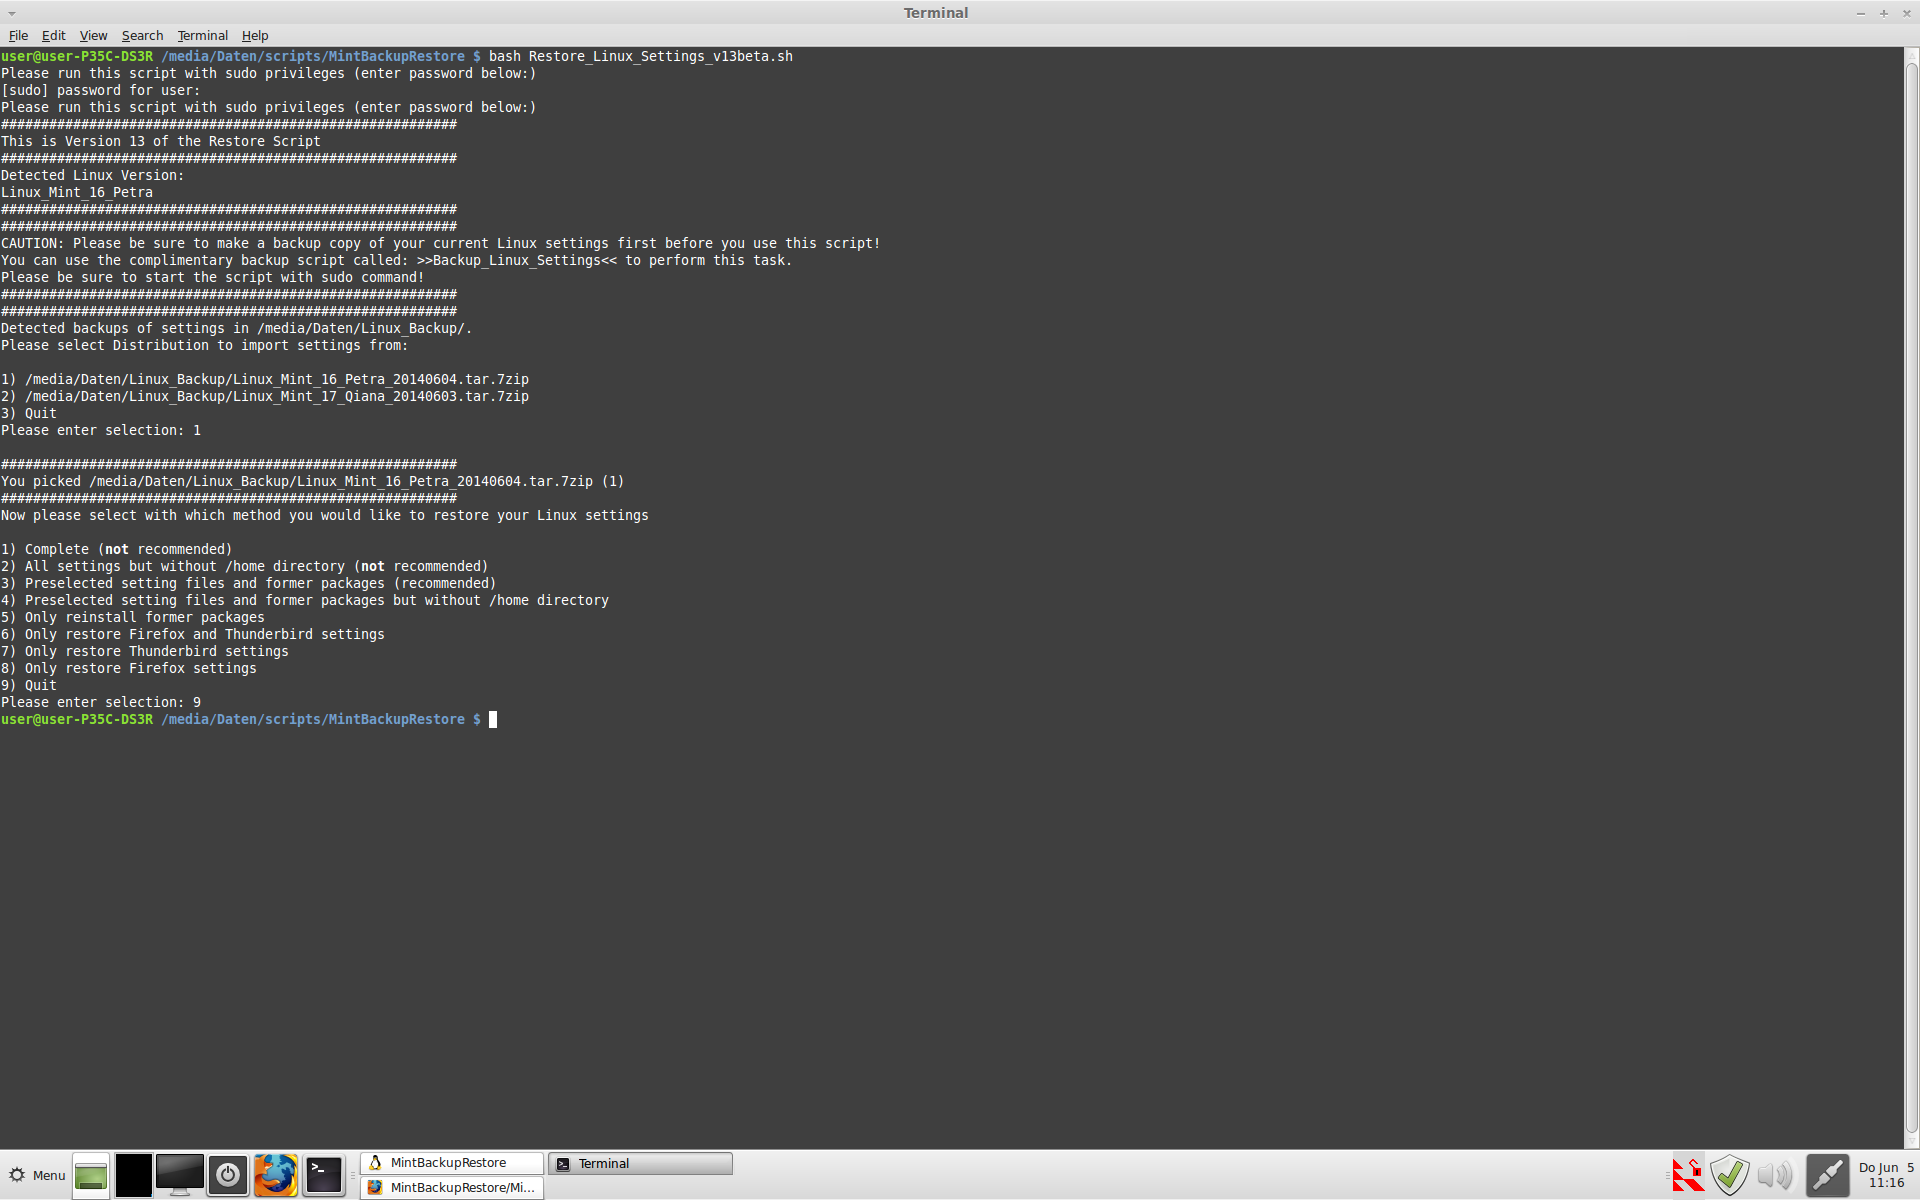 Terminal
File Edit View Search Terminal Help
user@user-P35C-DS3R /media/Daten/scripts/MintBackupRestore $ bash Restore_Linux_Settings_v13beta.sh
Please run this script with sudo privileges (enter password below:)
[sudo] password for user:
Please run this script with sudo privileges (enter password below:)
#########################################################
This is Version 13 of the Restore Script
#########################################################
Detected Linux Version:
Linux_Mint_16_Petra
#########################################################
#########################################################
CAUTION: Please be sure to make a backup copy of your current Linux settings first before you use this script!
You can use the complimentary backup script called: >>Backup_Linux_Settings<< to perform this task.
Please be sure to start the script with sudo command!
#########################################################
#########################################################
Detected backups of settings in /media/Daten/Linux_Backup/.
Please select Distribution to import settings from:
1) /media/Daten/Linux_Backup/Linux_Mint_16_Petra_20140604.tar.7zip
2) /media/Daten/Linux_Backup/Linux_Mint_17_Qiana_20140603.tar.7zip
3) Quit
Please enter selection: 1
#########################################################
You picked /media/Daten/Linux_Backup/Linux_Mint_16_Petra_20140604.tar.7zip (1)
#########################################################
Now please select with which method you would like to restore your Linux settings
1) Complete (not recommended)
2) All settings but without /home directory (not recommended)
3) Preselected setting files and former packages (recommended)
4) Preselected setting files and former packages but without /home directory
5) Only reinstall former packages
6) Only restore Firefox and Thunderbird settings
7) Only restore Thunderbird settings
8) Only restore Firefox settings
9) Quit
Please enter selection: 9
user@user-P35C-DS3R /media/Daten/scripts/MintBackupRestore $
Menu
MintBackupRestore
Terminal
MintBackupRestore/Mi...
Do Jun 5
11:16